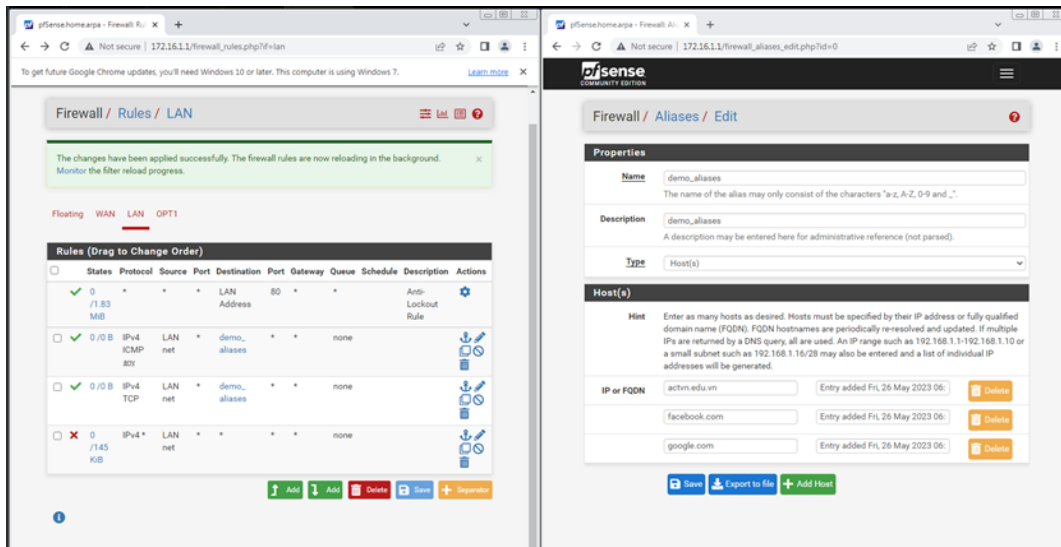 pfSense.home.arpa - Firewall: Ru
Not secure | 172.16.1.1/firewall_rules.php?if=lan
To get future Google Chrome updates, you'll need Windows 10 or later. This computer is using Windows 7.
Learn more
Firewall / Rules / LAN
The changes have been applied successfully. The firewall rules are now reloading in the background.
Monitor the filter reload progress.
Floating WAN LAN OPT1
Rules (Drag to Change Order)
States Protocol Source Port Destination Port Gateway Queue Schedule Description Actions
0 * * * LAN 80 * * Anti-
/1.83 Address Lockout
MiB Rule
0 /0 B IPv4 LAN * demo_ * * none
ICMP net aliases
any
0 /0 B IPv4 LAN * demo_ * * none
TCP net aliases
0 IPv4 * LAN * * * * none
/145 net
KiB
Add Add Delete Save Separator
pfSense.home.arpa - Firewall: Ali
Not secure | 172.16.1.1/firewall_aliases_edit.php?id=0
pfsense
COMMUNITY EDITION
Firewall / Aliases / Edit
Properties
Name demo_aliases
The name of the alias may only consist of the characters "a-z, A-Z, 0-9 and _".
Description demo_aliases
A description may be entered here for administrative reference (not parsed).
Type Host(s)
Host(s)
Hint Enter as many hosts as desired. Hosts must be specified by their IP address or fully qualified
domain name (FQDN). FQDN hostnames are periodically re-resolved and updated. If multiple
IPs are returned by a DNS query, all are used. An IP range such as 192.168.1.1-192.168.1.10 or
a small subnet such as 192.168.1.16/28 may also be entered and a list of individual IP
addresses will be generated.
IP or FQDN actvn.edu.vn Entry added Fri, 26 May 2023 06: Delete
facebook.com Entry added Fri, 26 May 2023 06: Delete
google.com Entry added Fri, 26 May 2023 06: Delete
Save Export to file Add Host